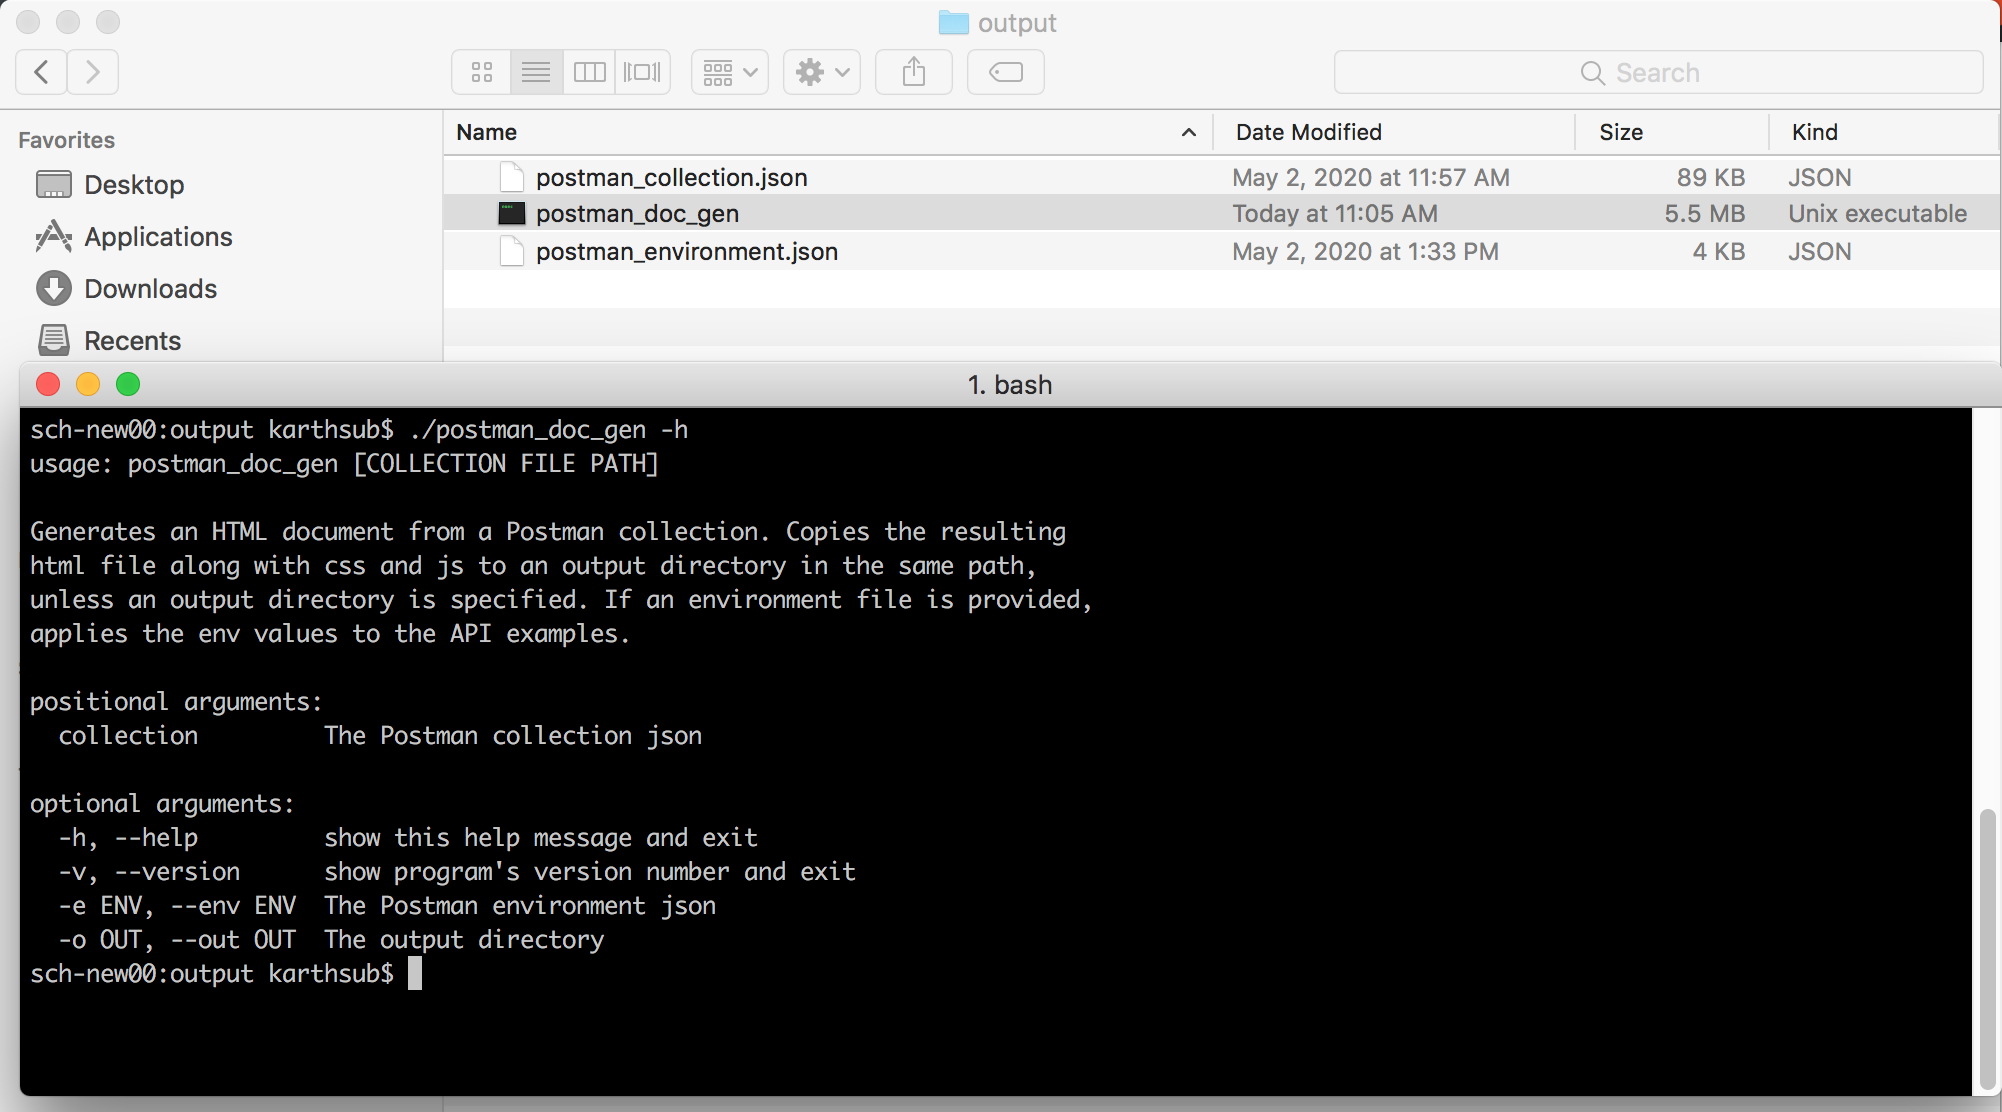 output
Search
Favorites
Desktop
Applications
Downloads
Recents
Name Date Modified Size Kind
postman_collection.json May 2, 2020 at 11:57 AM 89 KB JSON
postman_doc_gen Today at 11:05 AM 5.5 MB Unix executable
postman_environment.json May 2, 2020 at 1:33 PM 4 KB JSON
1. bash
sch-new00:output karthsub$ ./postman_doc_gen -h
usage: postman_doc_gen [COLLECTION FILE PATH]
Generates an HTML document from a Postman collection. Copies the resulting
html file along with css and js to an output directory in the same path,
unless an output directory is specified. If an environment file is provided,
applies the env values to the API examples.
positional arguments:
collection The Postman collection json
optional arguments:
-h, --help show this help message and exit
-v, --version show program's version number and exit
-e ENV, --env ENV The Postman environment json
-o OUT, --out OUT The output directory
sch-new00:output karthsub$